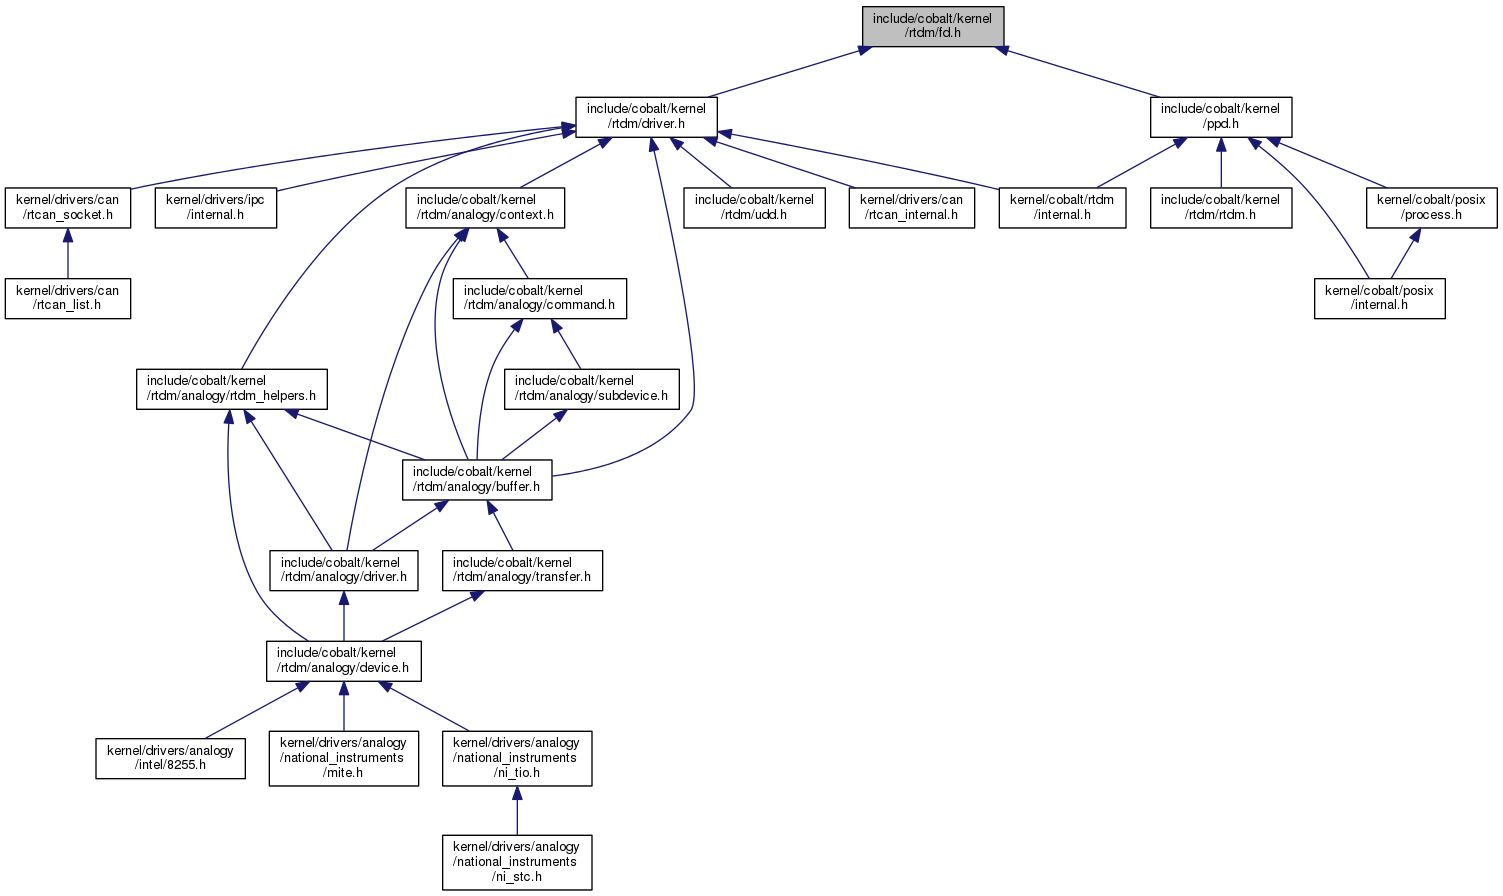 include/cobalt/kernel
/rtdm/fd.h
include/cobalt/kernel
/rtdm/driver.h
include/cobalt/kernel
/ppd.h
kernel/drivers/can
/rtcan_socket.h
kernel/drivers/ipc
/internal.h
include/cobalt/kernel
/rtdm/analogy/context.h
include/cobalt/kernel
/rtdm/udd.h
kernel/drivers/can
/rtcan_internal.h
kernel/cobalt/rtdm
/internal.h
include/cobalt/kernel
/rtdm/rtdm.h
kernel/cobalt/posix
/process.h
kernel/drivers/can
/rtcan_list.h
include/cobalt/kernel
/rtdm/analogy/command.h
kernel/cobalt/posix
/internal.h
include/cobalt/kernel
/rtdm/analogy/rtdm_helpers.h
include/cobalt/kernel
/rtdm/analogy/subdevice.h
include/cobalt/kernel
/rtdm/analogy/buffer.h
include/cobalt/kernel
/rtdm/analogy/driver.h
include/cobalt/kernel
/rtdm/analogy/transfer.h
include/cobalt/kernel
/rtdm/analogy/device.h
kernel/drivers/analogy
/intel/8255.h
kernel/drivers/analogy
/national_instruments
/mite.h
kernel/drivers/analogy
/national_instruments
/ni_tio.h
kernel/drivers/analogy
/national_instruments
/ni_stc.h